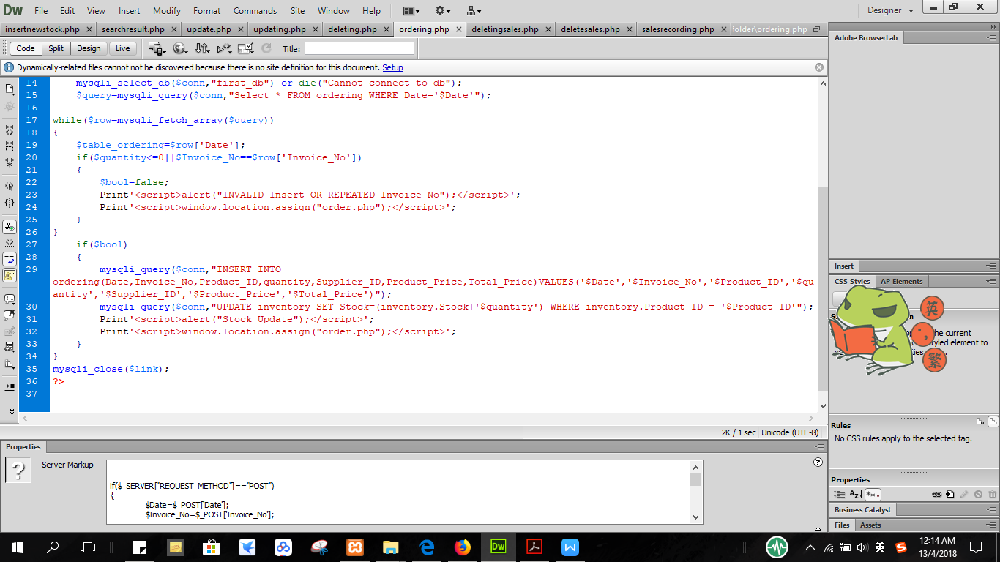 Dw File Edit View Insert Modify Format Commands Site Window Help Designer
insertnewstock.php searchresult.php update.php updating.php deleting.php ordering.php deletingsales.php deletesales.php salesrecording.php older\ordering.php
Code Split Design Live Title:
Dynamically-related files cannot not be discovered because there is no site definition for this document. Setup
14 mysqli_select_db($conn,"first_db") or die("Cannot connect to db");
15 $query=mysqli_query($conn,"Select * FROM ordering WHERE Date='$Date'");
16
17 while($row=mysqli_fetch_array($query))
18 {
19 $table_ordering=$row['Date'];
20 if($quantity<=0||$Invoice_No==$row['Invoice_No'])
21 {
22 $bool=false;
23 Print'<script>alert("INVALID Insert OR REPEATED Invoice No");</script>';
24 Print'<script>window.location.assign("order.php");</script>';
25 }
26 }
27 if($bool)
28 {
29 mysqli_query($conn,"INSERT INTO
ordering(Date,Invoice_No,Product_ID,quantity,Supplier_ID,Product_Price,Total_Price)VALUES('$Date','$Invoice_No','$Product_ID','$qu
antity','$Supplier_ID','$Product_Price','$Total_Price')");
30 mysqli_query($conn,"UPDATE inventory SET Stock=(inventory.Stock+'$quantity') WHERE inventory.Product_ID = '$Product_ID'");
31 Print'<script>alert("Stock Update");</script>';
32 Print'<script>window.location.assign("order.php");</script>';
33 }
34 }
35 mysqli_close($link);
36 ?>
37
2K / 1 sec Unicode (UTF-8)
Properties
Server Markup
if($_SERVER["REQUEST_METHOD"]=="POST")
{
$Date=$_POST['Date'];
$Invoice_No=$_POST['Invoice_No'];
Adobe BrowserLab
Insert
CSS Styles AP Elements
the current
styled element to
英
繁
Rules
No CSS rules apply to the selected tag.
Properties
Business Catalyst
Files Assets
Dw W 英 S 12:14 AM
13/4/2018